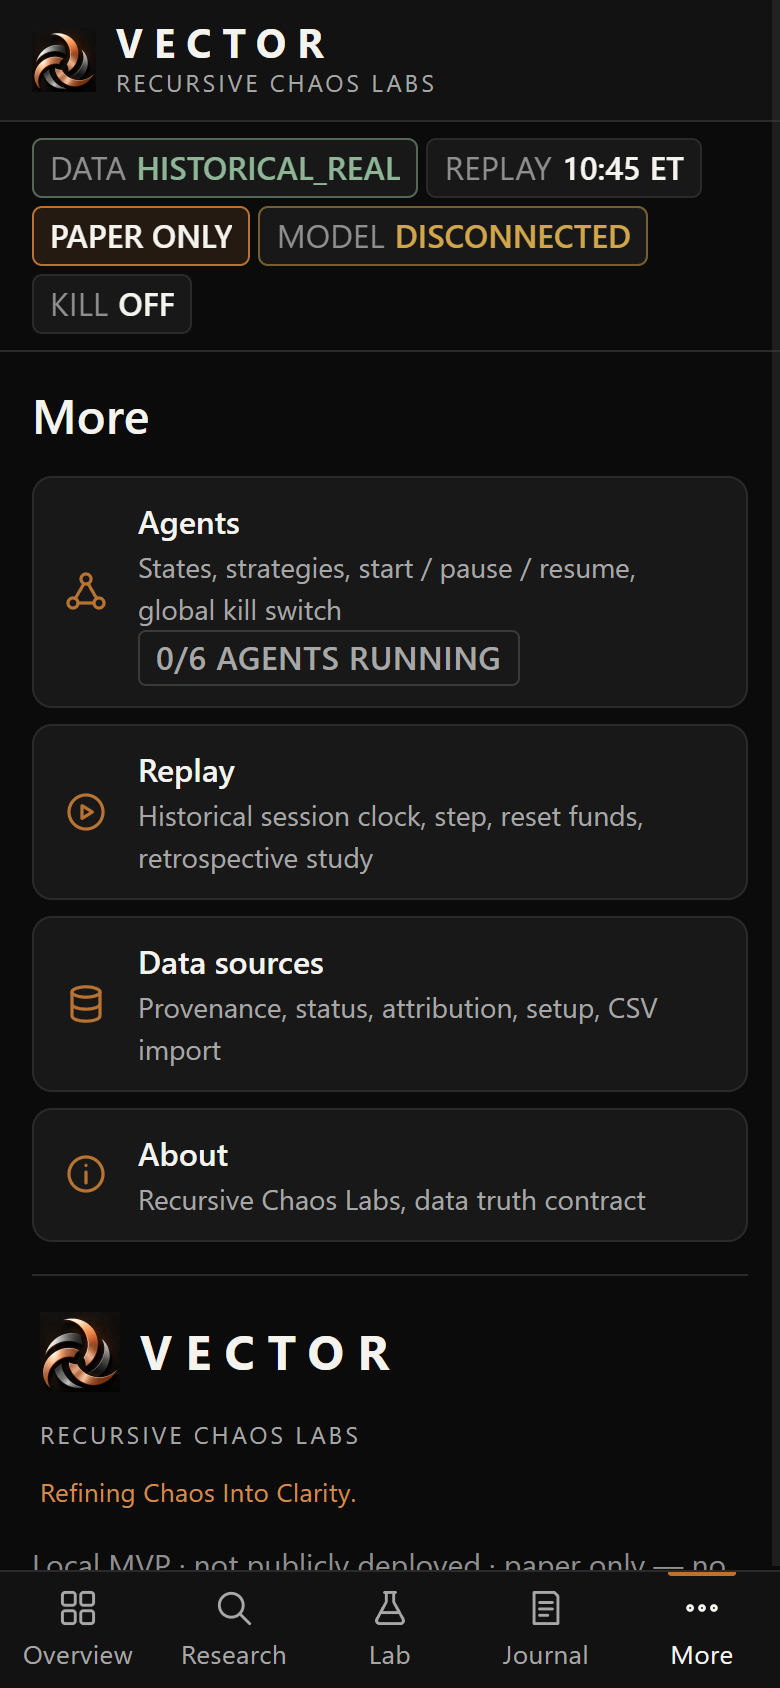 VECTOR
RECURSIVE CHAOS LABS
DATA HISTORICAL_REAL REPLAY 10:45 ET
PAPER ONLY MODEL DISCONNECTED
KILL OFF
More
Agents
States, strategies, start / pause / resume,
global kill switch
0/6 AGENTS RUNNING
Replay
Historical session clock, step, reset funds,
retrospective study
Data sources
Provenance, status, attribution, setup, CSV
import
About
Recursive Chaos Labs, data truth contract
VECTOR
RECURSIVE CHAOS LABS
Refining Chaos Into Clarity.
Local MVP · not publicly deployed · paper only — no
Overview Research Lab Journal More